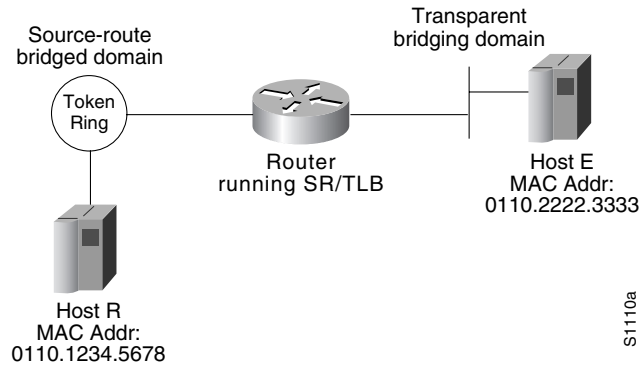 Source-route
bridged domain
Transparent
bridging domain
Token
Ring
Router
running SR/TLB
Host E
MAC Addr:
0110.2222.3333
Host R
MAC Addr:
0110.1234.5678
S1110a